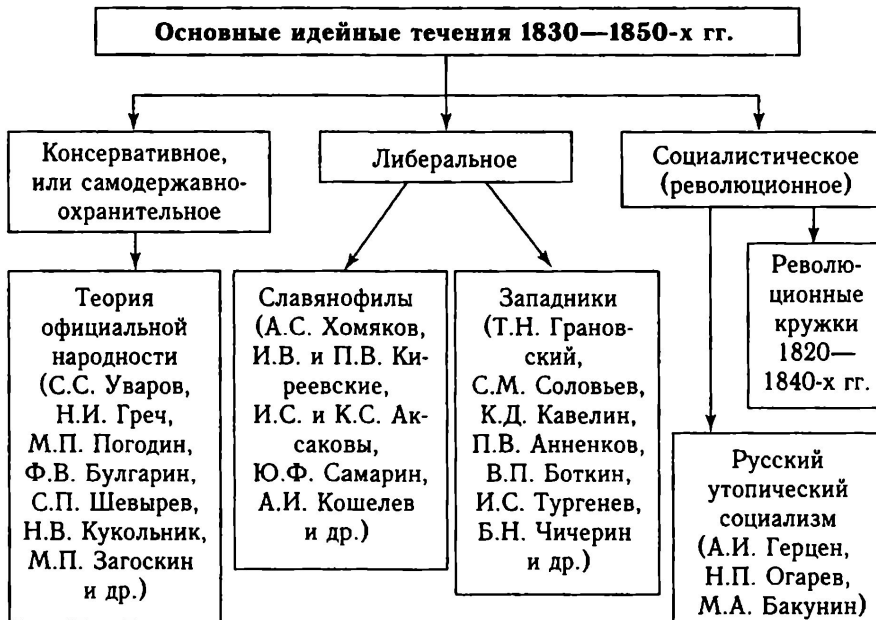 Основные идейные течения 1830—1850-х гг.
Консервативное,
или самодержавно-
охранительное
Либеральное
Социалистическое
(революционное)
Теория
официальной
народности
(С.С. Уваров,
Н.И. Греч,
М.П. Погодин,
Ф.В. Булгарин,
С.П. Шевырев,
Н.В. Кукольник,
М.П. Загоскин
и др.)
Славянофилы
(А.С. Хомяков,
И.В. и П.В. Ки-
реевские,
И.С. и К.С. Ак-
саковы,
Ю.Ф. Самарин,
А.И. Кошелев
и др.)
Западники
(Т.Н. Гранов-
ский,
С.М. Соловьев,
К.Д. Кавелин,
П.В. Анненков,
В.П. Боткин,
И.С. Тургенев,
Б.Н. Чичерин
и др.)
Револю-
ционные
кружки
1820—
1840-х гг.
Русский
утопический
социализм
(А.И. Герцен,
Н.П. Огарев,
М.А. Бакунин)